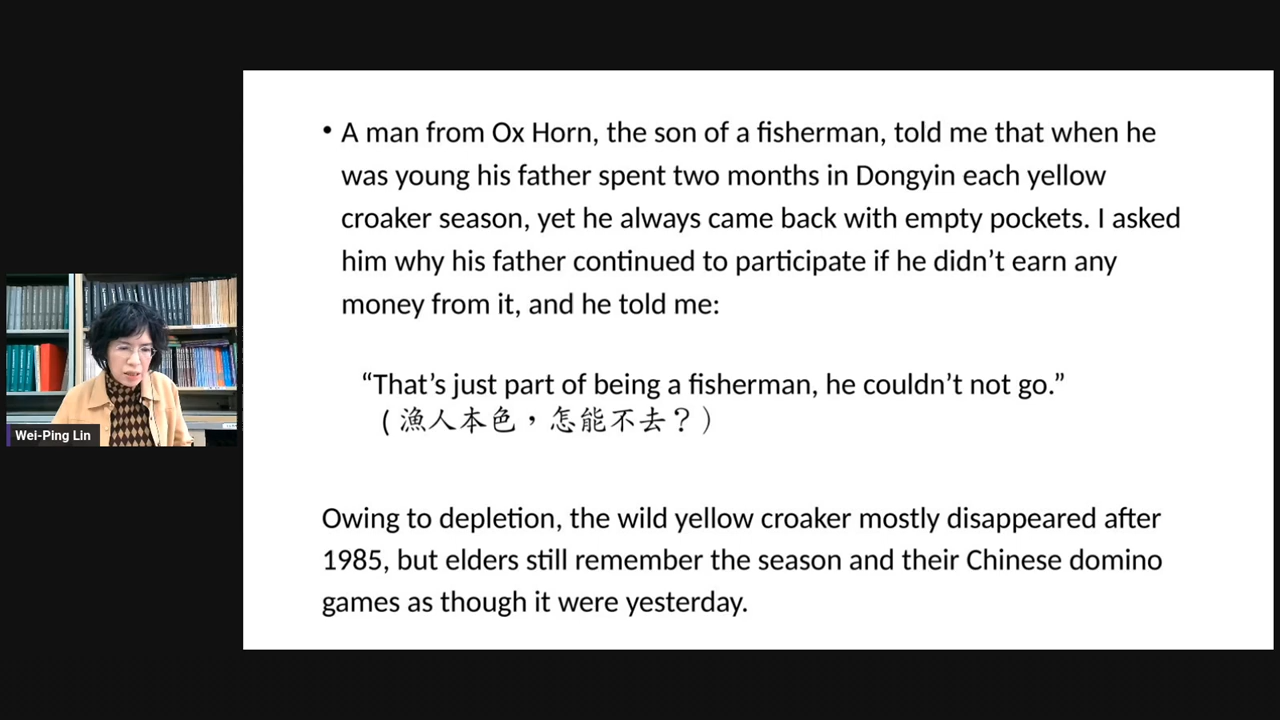 • A man from Ox Horn, the son of a fisherman, told me that when he
was young his father spent two months in Dongyin each yellow
croaker season, yet he always came back with empty pockets. I asked
him why his father continued to participate if he didn’t earn any
money from it, and he told me:
“That’s just part of being a fisherman, he couldn’t not go.”
(漁人本色，怎能不去？)
Owing to depletion, the wild yellow croaker mostly disappeared after
1985, but elders still remember the season and their Chinese domino
games as though it were yesterday.
Wei-Ping Lin